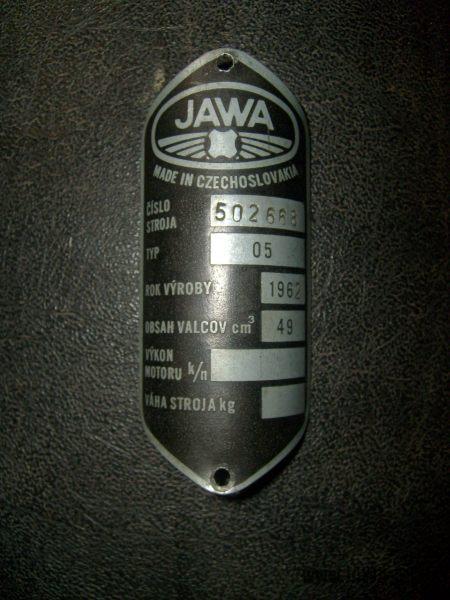 JAWA
MADE IN CZECHOSLOVAKIA
ČÍSLO STROJA 502668
TYP 05
ROK VÝROBY 1962
OBSAH VALCOV cm³ 49
VÝKON MOTORU k/n
VÁHA STROJA kg